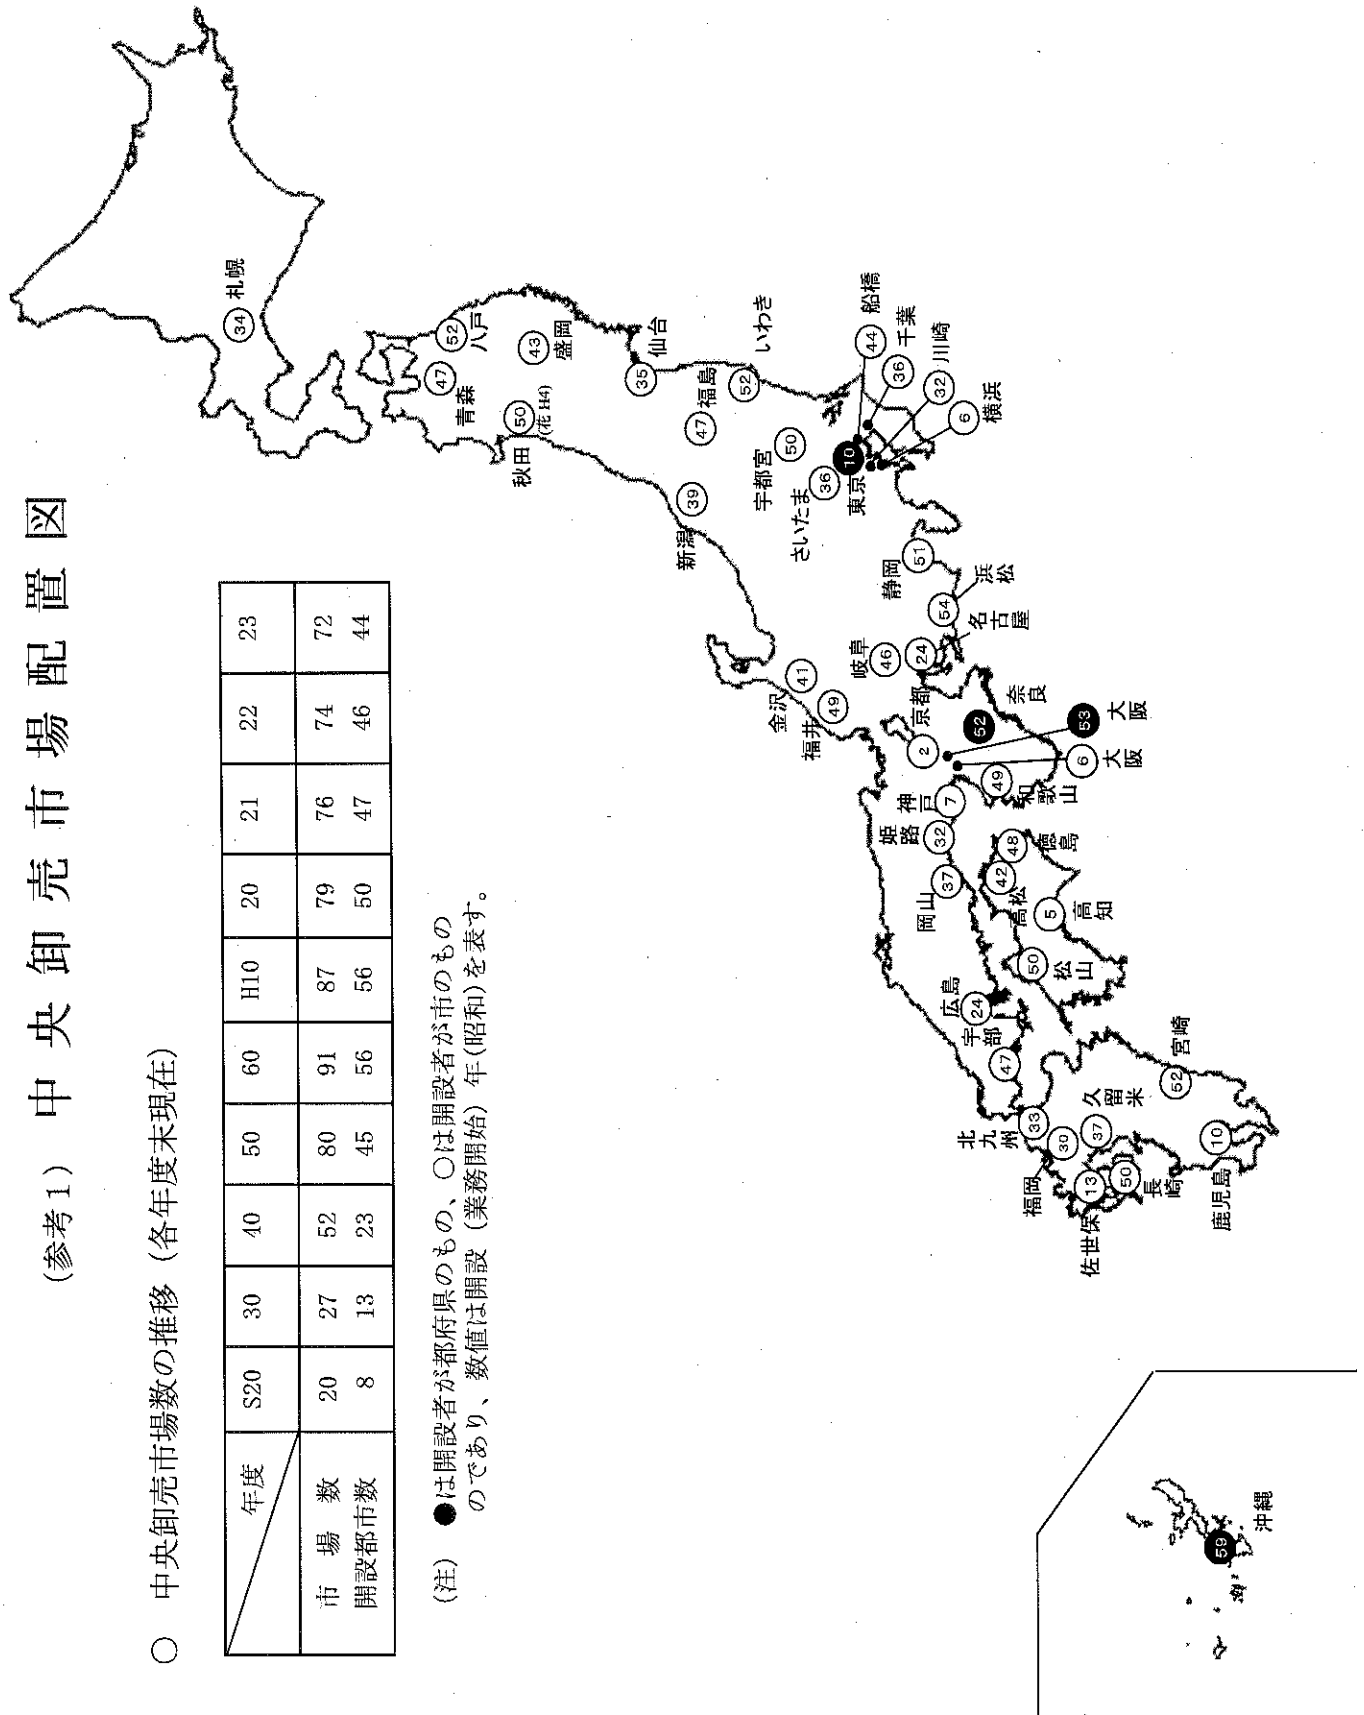 (参考1) 中央卸売市場配置図
○ 中央卸売市場数の推移 (各年度末現在)
年度 S20 30 40 50 60 H10 20 21 22 23
市場数 20 27 52 80 91 87 79 76 74 72
開設都市数 8 13 23 45 56 56 50 47 46 44
(注) ●は開設者が都府県のもの、○は開設者が市のもの
のであり、数値は開設(業務開始)年(昭和)を表す。
34 札幌
47 青森
52 八戸
50 秋田
(花 H4)
43 盛岡
35 仙台
47 福島
52 いわき
39 新潟
50 宇都宮
36 さいたま
10 東京
44 船橋
36 千葉
32 川崎
6 横浜
51 静岡
54 浜松
24 名古屋
46 岐阜
41 金沢
49 福井
2 京都
52 奈良
53 大阪
6 大阪
49 和歌山
7 神戸
32 姫路
37 岡山
48 徳島
42 高松
5 高知
50 松山
24 広島
47 宇部
33 北九州
39 福岡
37 久留米
13 佐世保
50 長崎
52 宮崎
10 鹿児島
59 沖縄